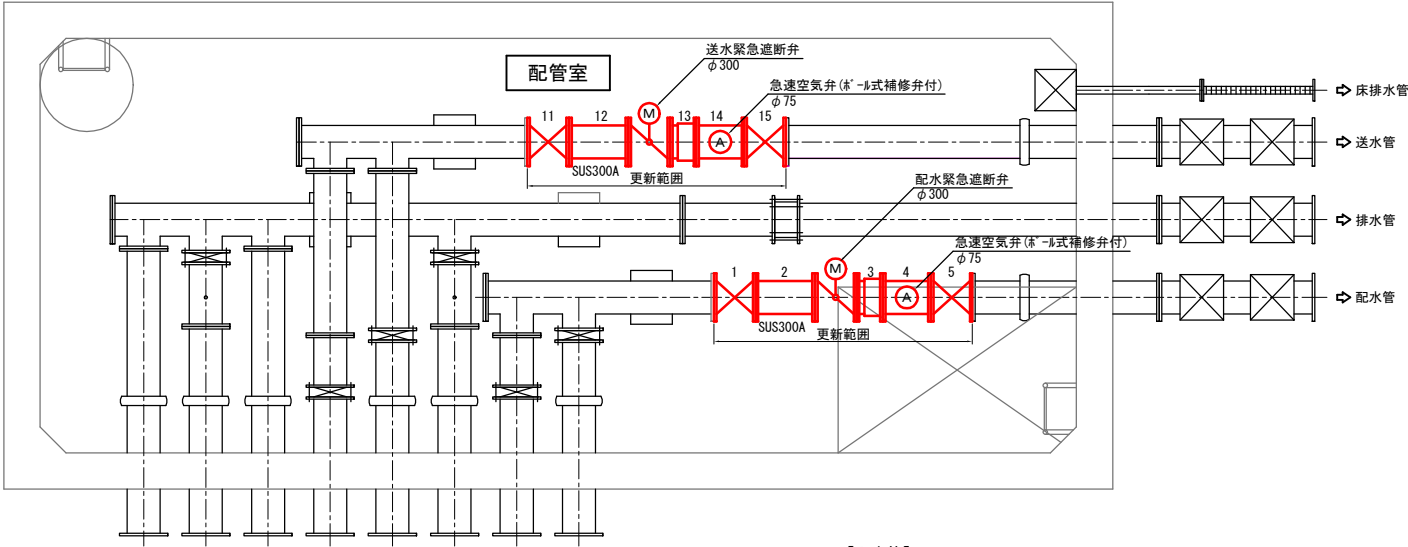 送水緊急遮断弁
φ300
配管室
急速空気弁(ﾎﾞｰﾙ式補修弁付)
φ75
⇨ 床排水管
M
11 12 13 14 15
A
⇨ 送水管
SUS300A
更新範囲
配水緊急遮断弁
φ300
⇨ 排水管
急速空気弁(ﾎﾞｰﾙ式補修弁付)
φ75
M
1 2 3 4 5
A
⇨ 配水管
SUS300A
更新範囲